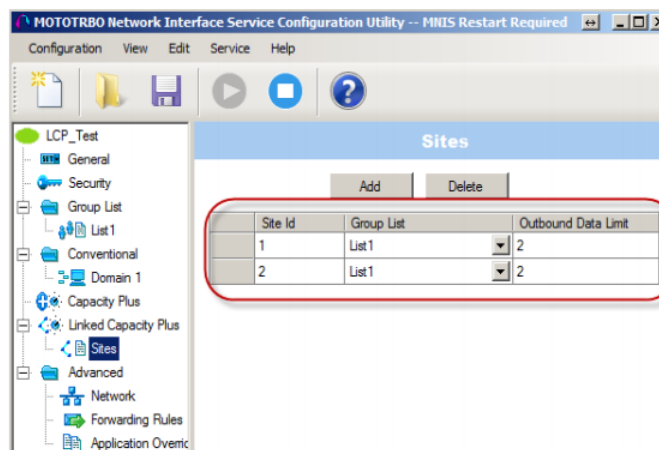 MOTOTRBO Network Interface Service Configuration Utility -- MNIS Restart Required
Configuration View Edit Service Help
LCP_Test
General
Security
Group List
List1
Conventional
Domain 1
Capacity Plus
Linked Capacity Plus
Sites
Advanced
Network
Forwarding Rules
Application Overric
Sites
Add Delete
Site Id Group List Outbound Data Limit
1 List1 2
2 List1 2